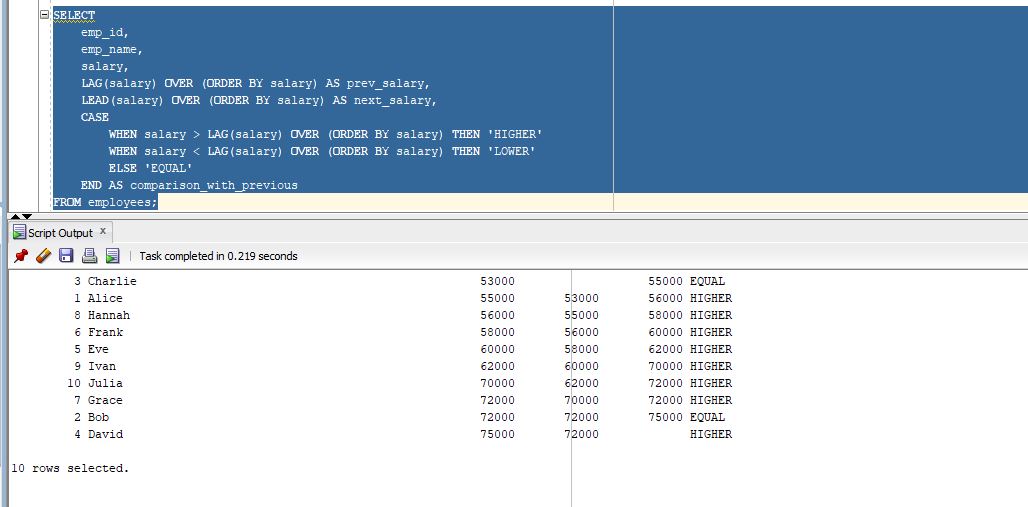 SELECT
emp_id,
emp_name,
salary,
LAG(salary) OVER (ORDER BY salary) AS prev_salary,
LEAD(salary) OVER (ORDER BY salary) AS next_salary,
CASE
WHEN salary > LAG(salary) OVER (ORDER BY salary) THEN 'HIGHER'
WHEN salary < LAG(salary) OVER (ORDER BY salary) THEN 'LOWER'
ELSE 'EQUAL'
END AS comparison_with_previous
FROM employees;
Script Output x
Task completed in 0.219 seconds
3 Charlie 53000 55000 EQUAL
1 Alice 55000 53000 56000 HIGHER
8 Hannah 56000 55000 58000 HIGHER
6 Frank 58000 56000 60000 HIGHER
5 Eve 60000 58000 62000 HIGHER
9 Ivan 62000 60000 70000 HIGHER
10 Julia 70000 62000 72000 HIGHER
7 Grace 72000 70000 72000 HIGHER
2 Bob 72000 72000 75000 EQUAL
4 David 75000 72000 HIGHER
10 rows selected.